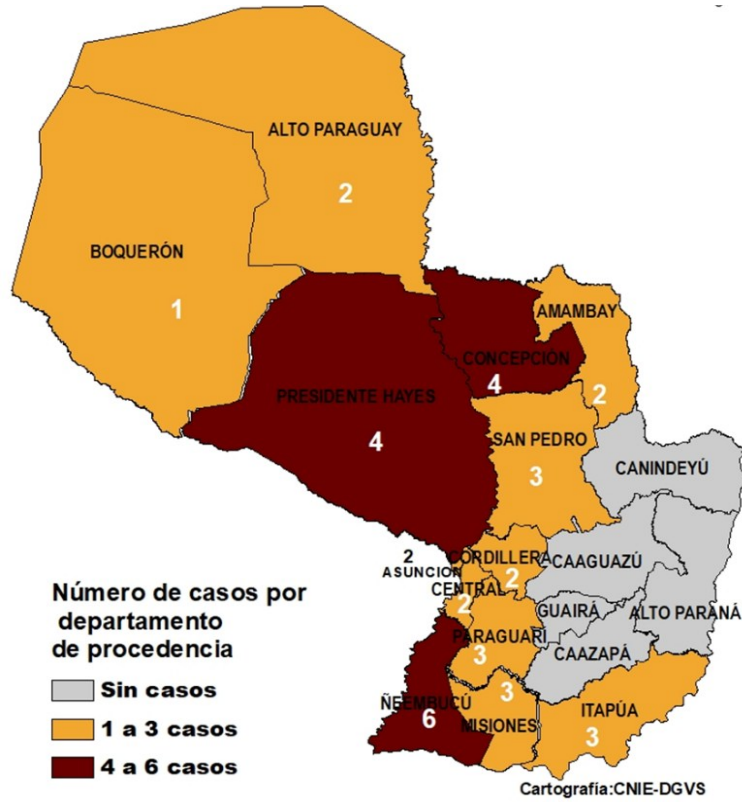 ALTO PARAGUAY
2
BOQUERÓN
1
AMAMBAY
2
CONCEPCIÓN
4
PRESIDENTE HAYES
4
SAN PEDRO
3
CANINDEYÚ
2
ASUNCION
CORDILLERA
2
CAAGUAZÚ
CENTRAL
2
GUAIRÁ
ALTO PARANÁ
PARAGUARÍ
3
CAAZAPÁ
ÑEEMBUCÚ
6
3
MISIONES
ITAPÚA
3
Número de casos por
departamento
de procedencia
Sin casos
1 a 3 casos
4 a 6 casos
Cartografía:CNIE-DGVS